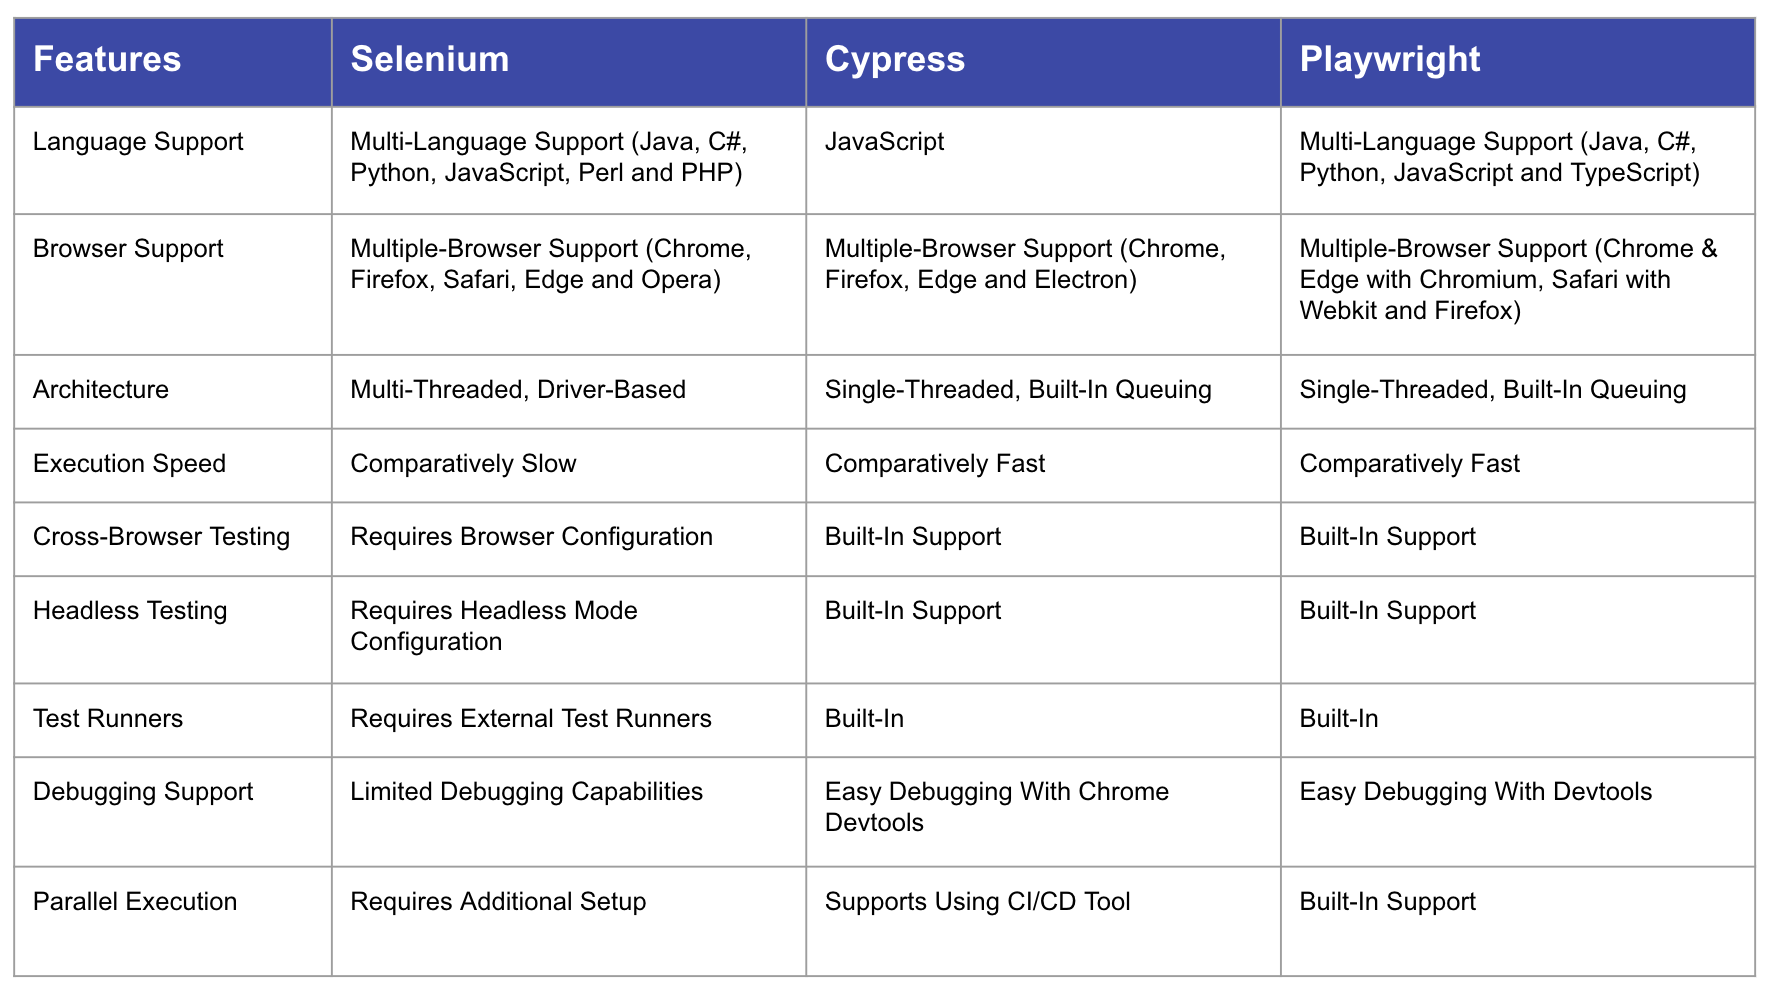 Features
Selenium
Cypress
Playwright
Language Support
Multi-Language Support (Java, C#,
Python, JavaScript, Perl and PHP)
JavaScript
Multi-Language Support (Java, C#,
Python, JavaScript and TypeScript)
Browser Support
Multiple-Browser Support (Chrome,
Firefox, Safari, Edge and Opera)
Multiple-Browser Support (Chrome,
Firefox, Edge and Electron)
Multiple-Browser Support (Chrome &
Edge with Chromium, Safari with
Webkit and Firefox)
Architecture
Multi-Threaded, Driver-Based
Single-Threaded, Built-In Queuing
Single-Threaded, Built-In Queuing
Execution Speed
Comparatively Slow
Comparatively Fast
Comparatively Fast
Cross-Browser Testing
Requires Browser Configuration
Built-In Support
Built-In Support
Headless Testing
Requires Headless Mode
Configuration
Built-In Support
Built-In Support
Test Runners
Requires External Test Runners
Built-In
Built-In
Debugging Support
Limited Debugging Capabilities
Easy Debugging With Chrome
Devtools
Easy Debugging With Devtools
Parallel Execution
Requires Additional Setup
Supports Using CI/CD Tool
Built-In Support